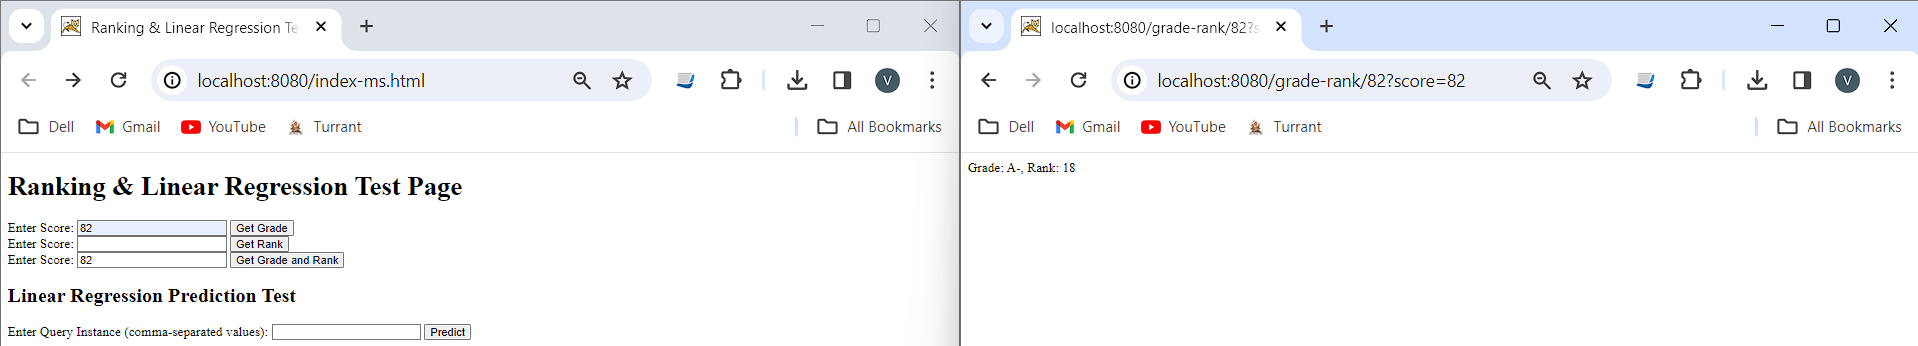 Ranking & Linear Regression Te
localhost:8080/index-ms.html
V
Dell Gmail YouTube Turrant All Bookmarks
Ranking & Linear Regression Test Page
Enter Score: 82 Get Grade
Enter Score: Get Rank
Enter Score: 82 Get Grade and Rank
Linear Regression Prediction Test
Enter Query Instance (comma-separated values): Predict
localhost:8080/grade-rank/82?s
localhost:8080/grade-rank/82?score=82
V
Dell Gmail YouTube Turrant All Bookmarks
Grade: A-, Rank: 18